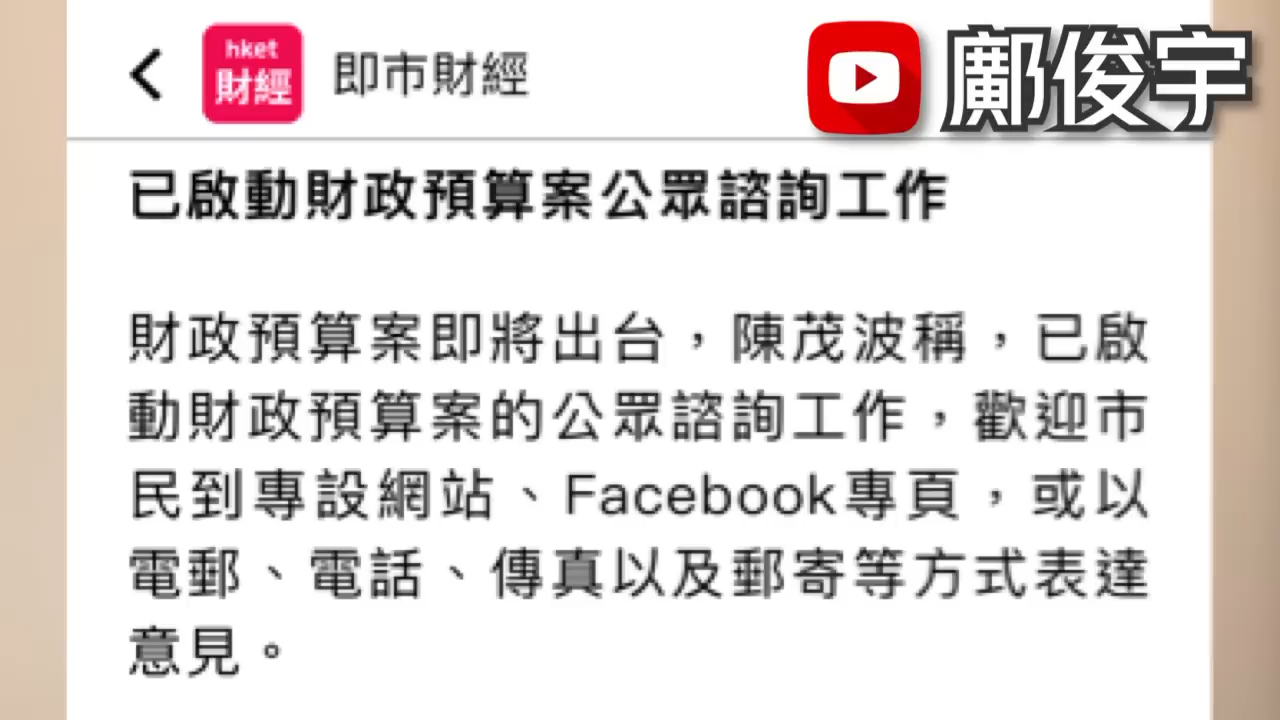 hket
財經
即市財經
鄺俊宇
已啟動財政預算案公眾諮詢工作
財政預算案即將出台，陳茂波稱，已啟
動財政預算案的公眾諮詢工作，歡迎市
民到專設網站、Facebook專頁，或以
電郵、電話、傳真以及郵寄等方式表達
意見。